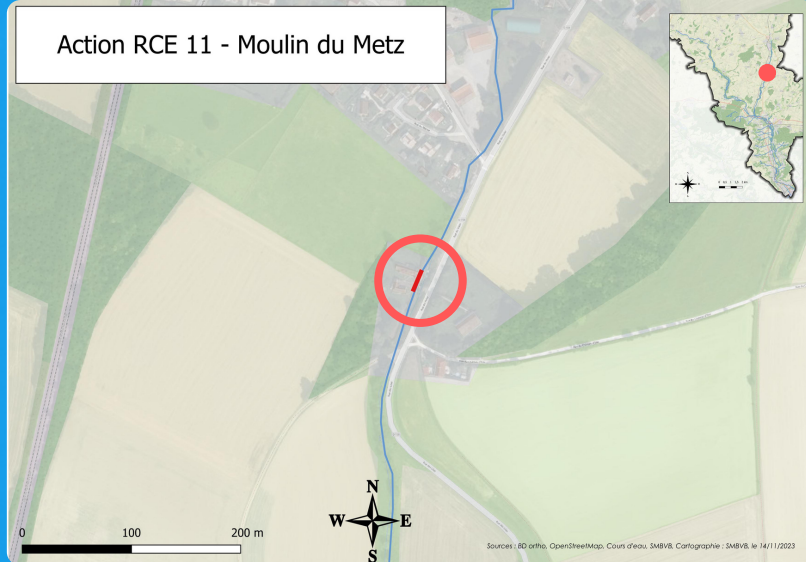 Action RCE 11 - Moulin du Metz
N
W
E
S
0
100
200 m
Sources : BD ortho, OpenStreetMap, Cours d'eau, SMBVB, Cartographie : SMBVB, le 14/11/2023